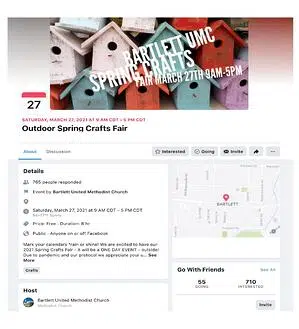 BARTLETT UMC
SPRING CRAFTS
FAIR MARCH 27TH 9AM-5PM
27
SATURDAY, MARCH 27, 2021 AT 9 AM CDT – 5 PM CDT
Outdoor Spring Crafts Fair
About
Discussion
Interested
Going
Invite
Details
765 people responded
Event by Bartlett United Methodist Church
Saturday, March 27, 2021 at 9 AM CDT – 5 PM CDT
Price: Free · Duration: 8 hr
Public · Anyone on or off Facebook
Mark your calendars !!rain or shine! We are excited to have our
2021 Spring Crafts Fair - it will be a ONE DAY EVENT - outside!
Due to pandemic and our protocol we appreciate your u... See
More
Crafts
BARTLETT
Go With Friends
See All
55
GOING
710
INTERESTED
Invite
Host
Bartlett United Methodist Church
Methodist Church